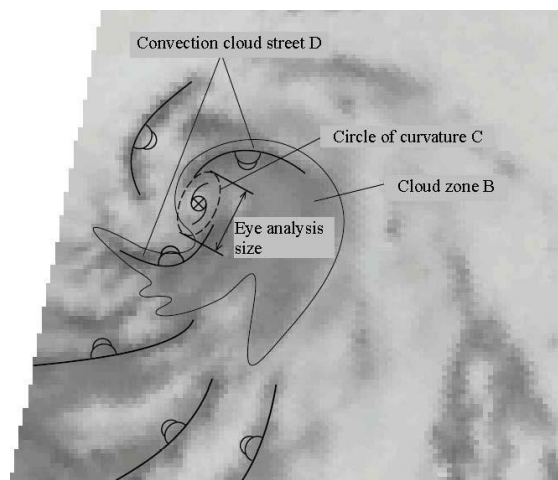 Convection cloud street D
Circle of curvature C
Cloud zone B
Eye analysis
size